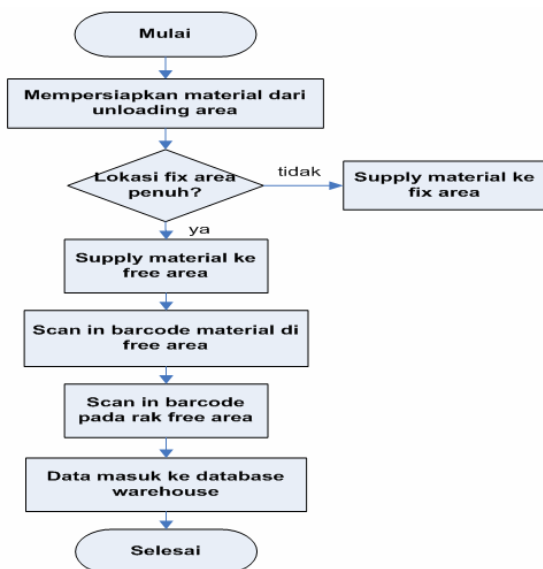 Mulai
Mempersiapkan material dari
unloading area
Lokasi fix area
penuh?
tidak
Supply material ke
fix area
ya
Supply material ke
free area
Scan in barcode material di
free area
Scan in barcode
pada rak free area
Data masuk ke database
warehouse
Selesai